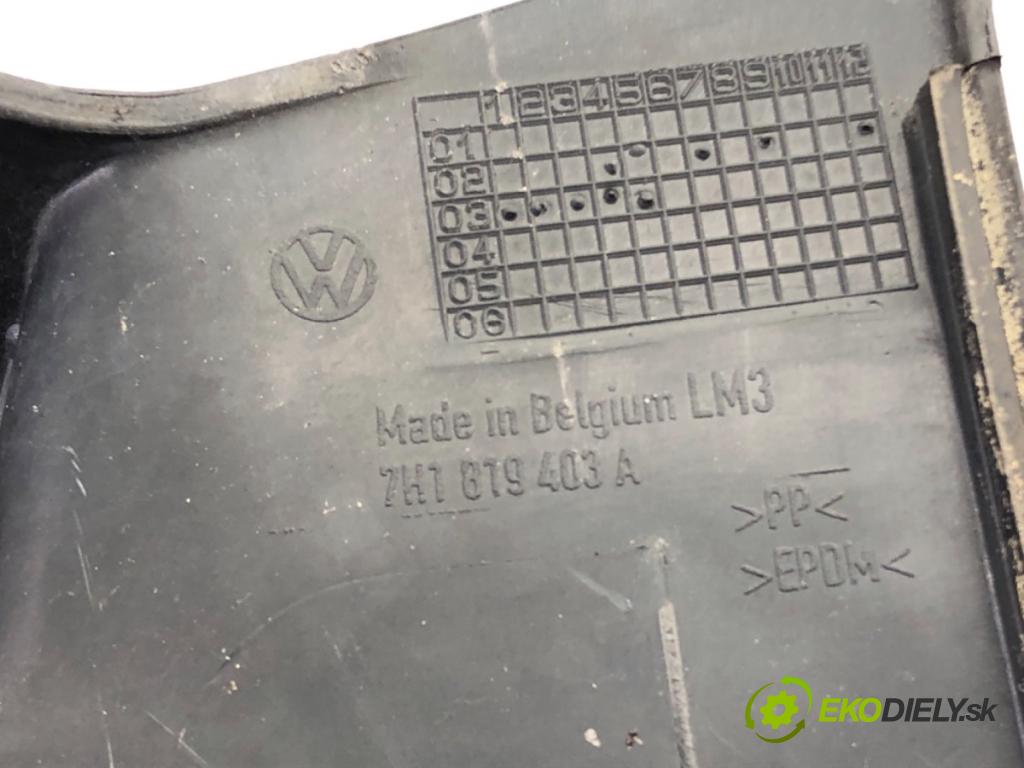 1 2 3 4 5 6 7 8 9 10 11 12
01
02
03
04
05
06
VW
Made in Belgium LM3
7H1 819 403 A
>PP<
>EPDM<
EKODIELY.sk